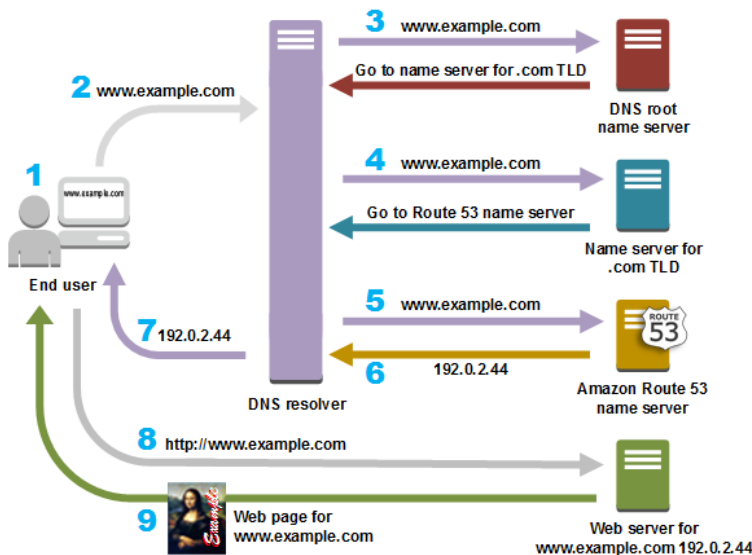 3 www.example.com
Go to name server for .com TLD
DNS root
name server
2 www.example.com
1
www.example.com
End user
4 www.example.com
Go to Route 53 name server
Name server for
.com TLD
5 www.example.com
ROUTE
53
6 192.0.2.44
Amazon Route 53
name server
7 192.0.2.44
DNS resolver
8 http://www.example.com
9
Example
Web page for
www.example.com
Web server for
www.example.com 192.0.2.44